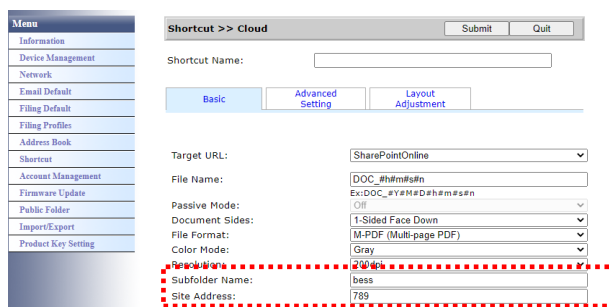 Menu
Information
Device Management
Network
Email Default
Filing Default
Filing Profiles
Address Book
Shortcut
Account Management
Firmware Update
Public Folder
Import/Export
Product Key Setting
Shortcut >> Cloud Submit Quit
Shortcut Name:
Basic Advanced Setting Layout Adjustment
Target URL: SharePointOnline
File Name: DOC_#h#m#s#n
Ex:DOC_#Y#M#D#h#m#s#n
Passive Mode: Off
Document Sides: 1-Sided Face Down
File Format: M-PDF (Multi-page PDF)
Color Mode: Gray
Resolution: 200dpi
Subfolder Name: bess
Site Address: 789